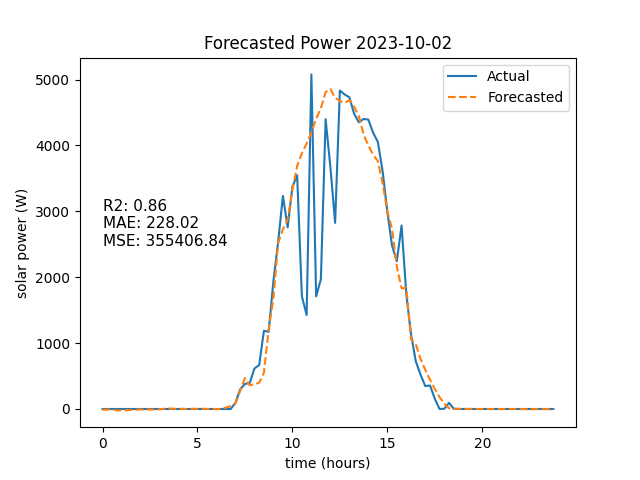 Forecasted Power 2023-10-02
Actual
Forecasted
R2: 0.86
MAE: 228.02
MSE: 355406.84
solar power (W)
5000
4000
3000
2000
1000
0
0 5 10 15 20
time (hours)